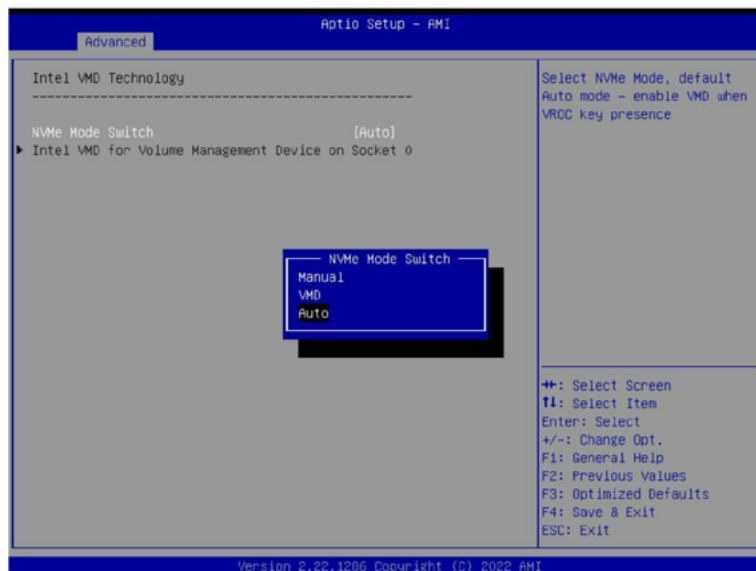 Aptio Setup - AMI
Advanced
Intel VMD Technology
NVMe Mode Switch [Auto]
Intel VMD for Volume Management Device on Socket 0
Select NVMe Mode, default
Auto mode - enable VMD when
VROC key presence
NVMe Mode Switch
Manual
VMD
Auto
→←: Select Screen
↑↓: Select Item
Enter: Select
+/-: Change Opt.
F1: General Help
F2: Previous Values
F3: Optimized Defaults
F4: Save & Exit
ESC: Exit
Version 2.22.1286 Copyright (C) 2022 AMI